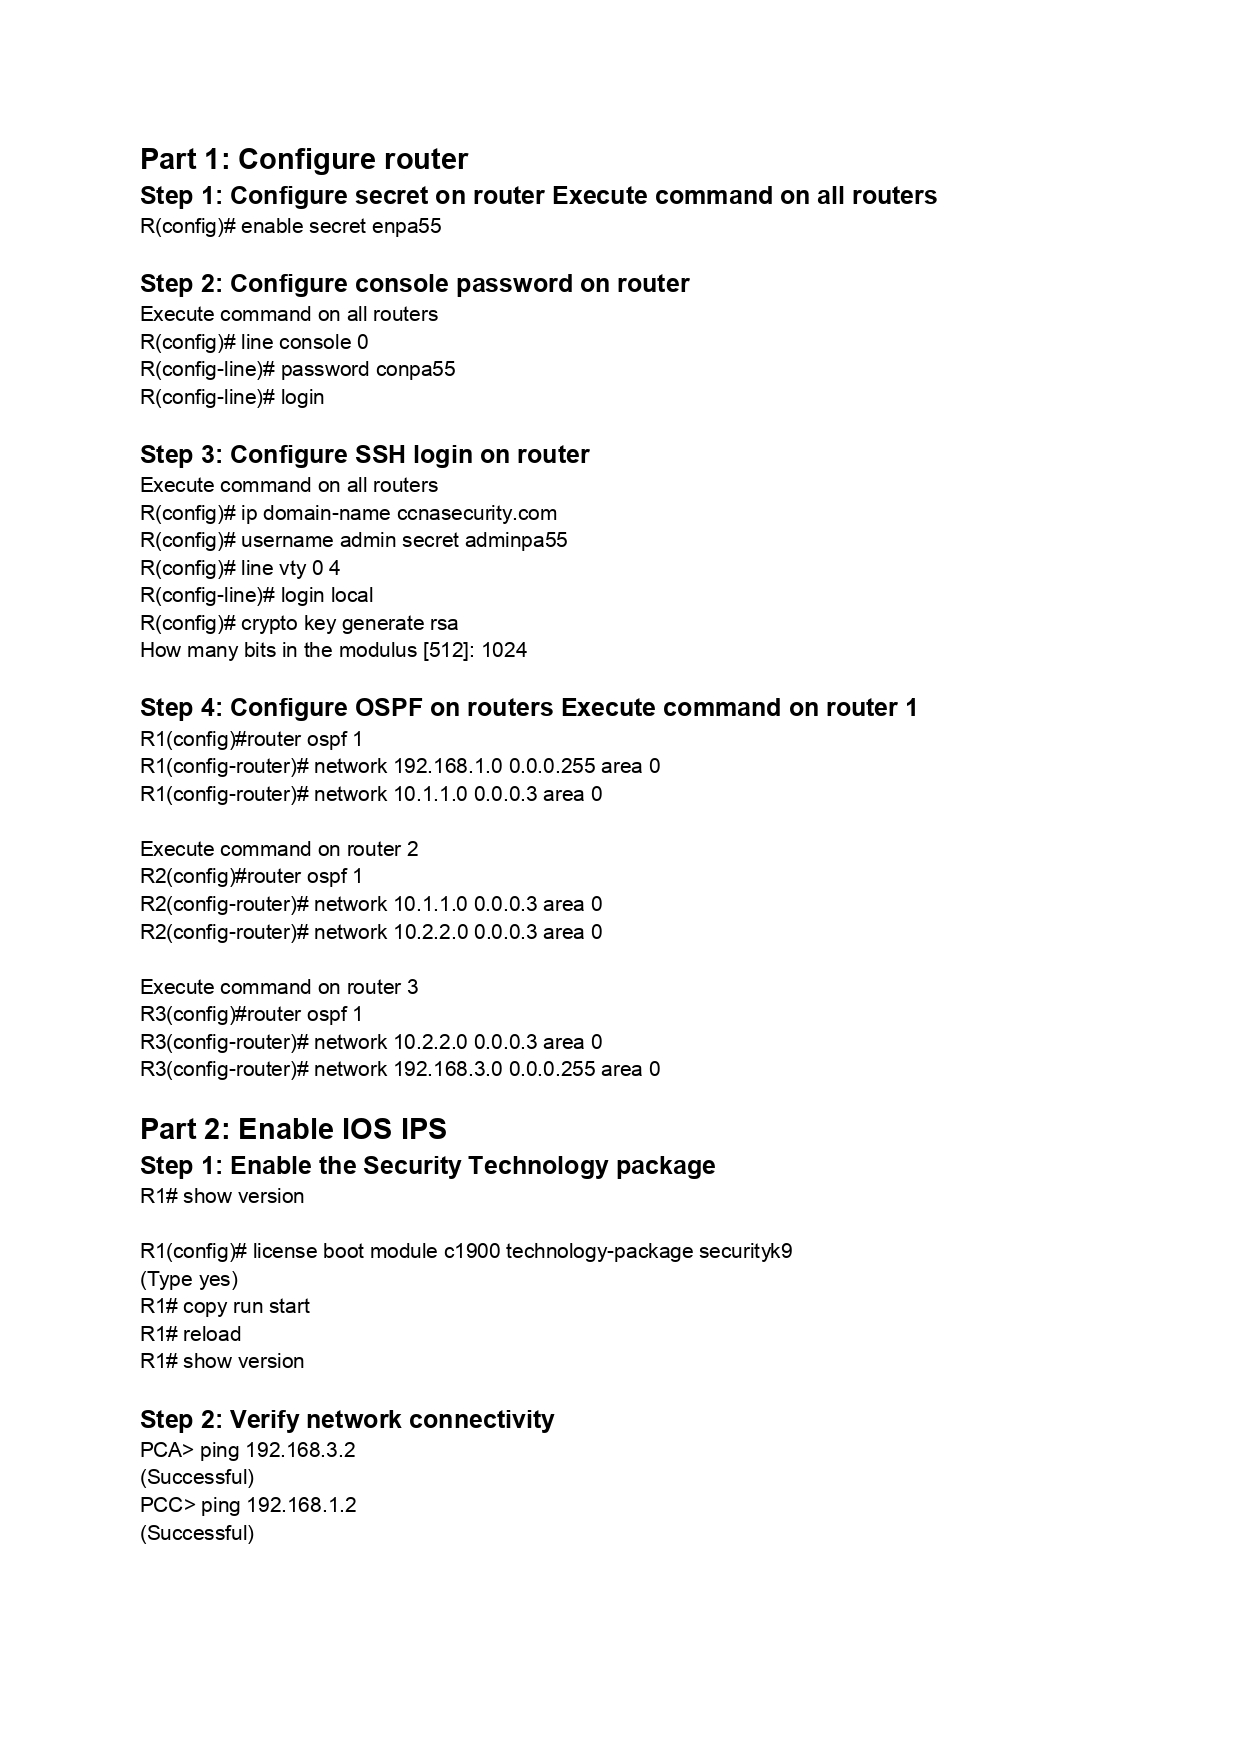 Part 1: Configure router
Step 1: Configure secret on router Execute command on all routers
R(config)# enable secret enpa55
Step 2: Configure console password on router
Execute command on all routers
R(config)# line console 0
R(config-line)# password conpa55
R(config-line)# login
Step 3: Configure SSH login on router
Execute command on all routers
R(config)# ip domain-name ccnasecurity.com
R(config)# username admin secret adminpa55
R(config)# line vty 0 4
R(config-line)# login local
R(config)# crypto key generate rsa
How many bits in the modulus [512]: 1024
Step 4: Configure OSPF on routers Execute command on router 1
R1(config)#router ospf 1
R1(config-router)# network 192.168.1.0 0.0.0.255 area 0
R1(config-router)# network 10.1.1.0 0.0.0.3 area 0
Execute command on router 2
R2(config)#router ospf 1
R2(config-router)# network 10.1.1.0 0.0.0.3 area 0
R2(config-router)# network 10.2.2.0 0.0.0.3 area 0
Execute command on router 3
R3(config)#router ospf 1
R3(config-router)# network 10.2.2.0 0.0.0.3 area 0
R3(config-router)# network 192.168.3.0 0.0.0.255 area 0
Part 2: Enable IOS IPS
Step 1: Enable the Security Technology package
R1# show version
R1(config)# license boot module c1900 technology-package securityk9
(Type yes)
R1# copy run start
R1# reload
R1# show version
Step 2: Verify network connectivity
PCA> ping 192.168.3.2
(Successful)
PCC> ping 192.168.1.2
(Successful)